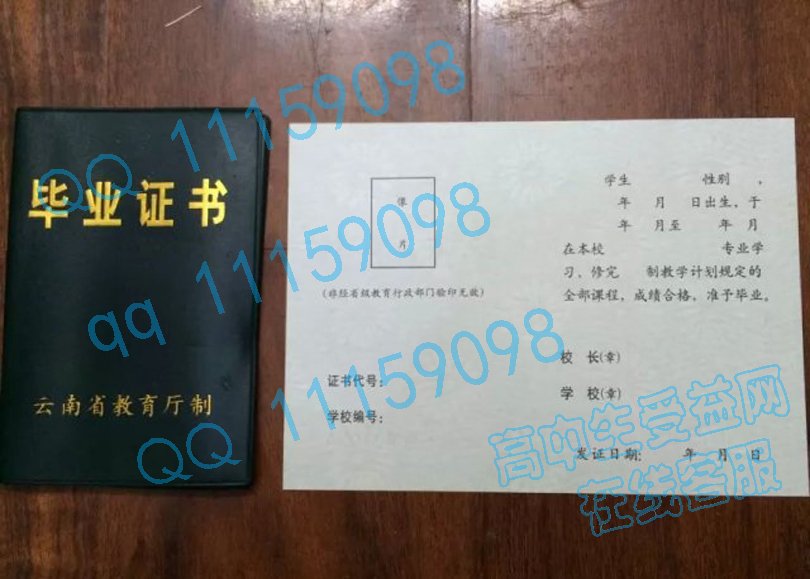 毕业证书
云南省教育厅制
像
片
(非经省级教育行政部门验印无效)
证书代号:
学校编号:
学生 性别 ,
年 月 日出生,于
年 月至 年 月
在本校 专业学
习、修完 制教学计划规定的
全部课程,成绩合格,准予毕业。
校 长(章)
学 校(章)
发证日期: 年 月 日
QQ 11159098
qq 11159098
QQ 11159098
高中生受益网
在线客服